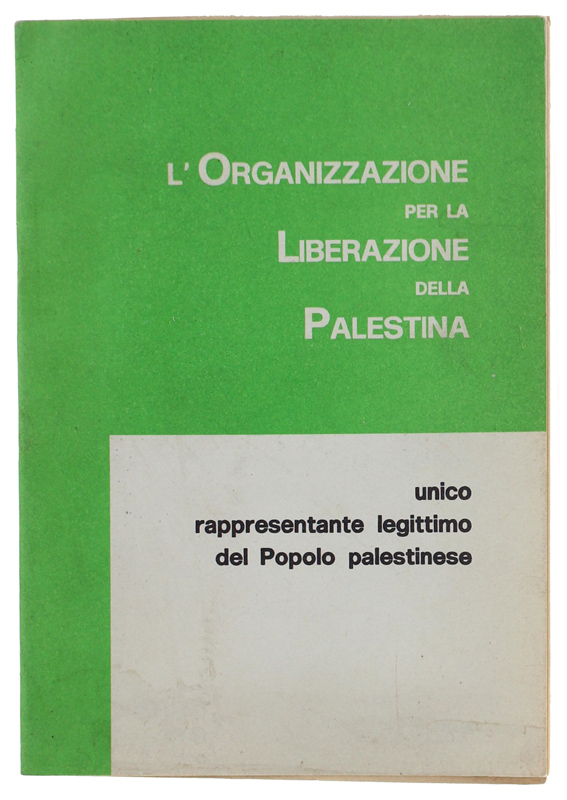 L' ORGANIZZAZIONE
PER LA
LIBERAZIONE
DELLA
PALESTINA
unico
rappresentante legittimo
del Popolo palestinese